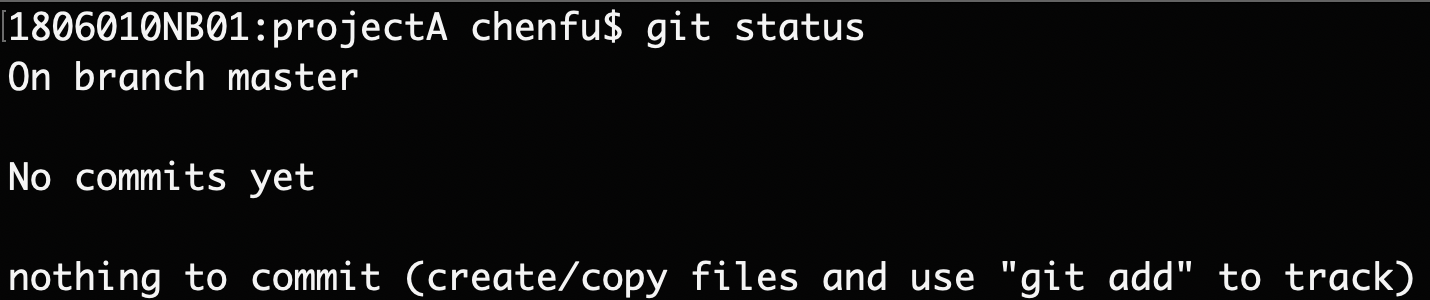 1806010NB01:projectA chenfu$ git status
On branch master
No commits yet
nothing to commit (create/copy files and use "git add" to track)